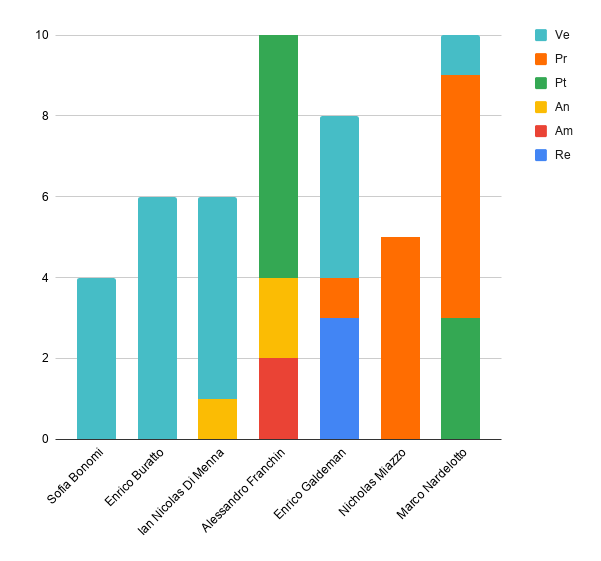 10
8
6
4
2
0
Sofia Bonomi
Enrico Buratto
Ian Nicolas Di Menna
Alessandro Franchin
Enrico Galdeman
Nicholas Miazzo
Marco Nardelotto
Ve
Pr
Pt
An
Am
Re